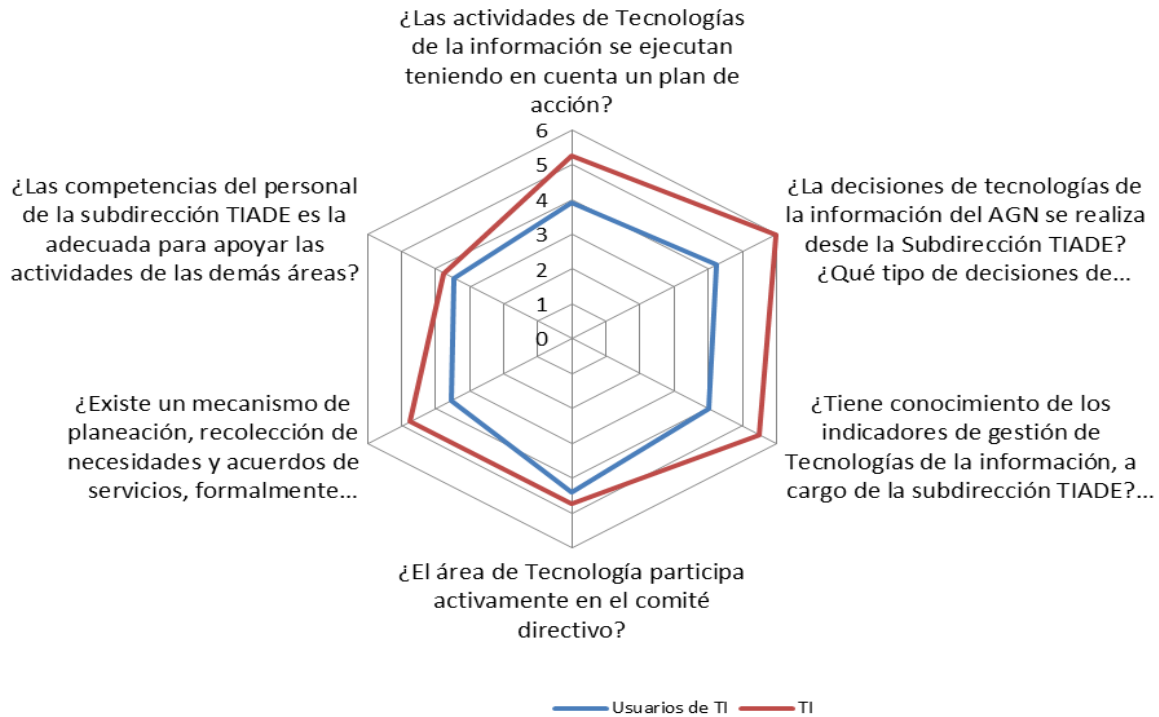 ¿Las actividades de Tecnologías
de la información se ejecutan
teniendo en cuenta un plan de
acción?
6
5
4
3
2
1
0
¿La decisiones de tecnologías de
la información del AGN se realiza
desde la Subdirección TIADE?
¿Qué tipo de decisiones de...
¿Tiene conocimiento de los
indicadores de gestión de
Tecnologías de la información, a
cargo de la subdirección TIADE?...
¿El área de Tecnología participa
activamente en el comité
directivo?
¿Existe un mecanismo de
planeación, recolección de
necesidades y acuerdos de
servicios, formalmente...
¿Las competencias del personal
de la subdirección TIADE es la
adecuada para apoyar las
actividades de las demás áreas?
Usuarios de TI
TI